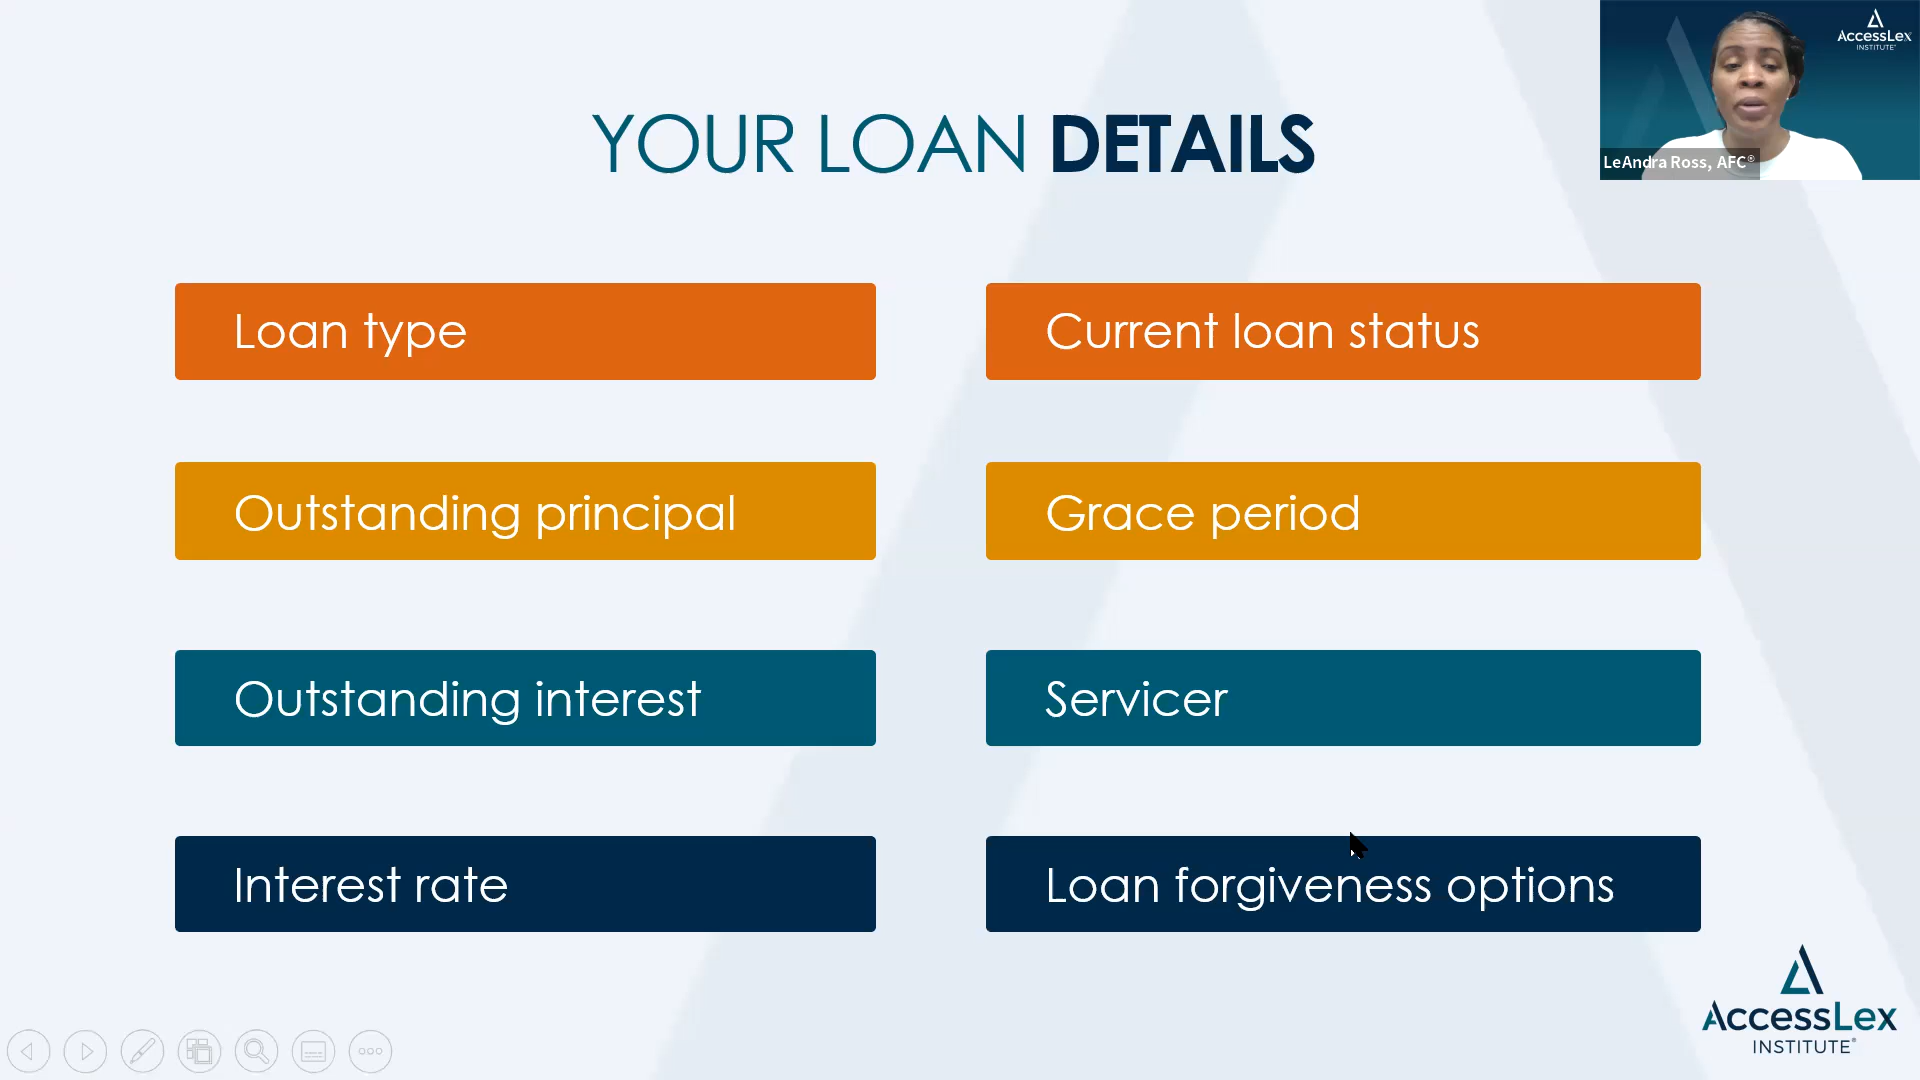 AccessLex
INSTITUTE®
LeAndra Ross, AFC®
YOUR LOAN DETAILS
Loan type
Current loan status
Outstanding principal
Grace period
Outstanding interest
Servicer
Interest rate
Loan forgiveness options
AccessLex
INSTITUTE®